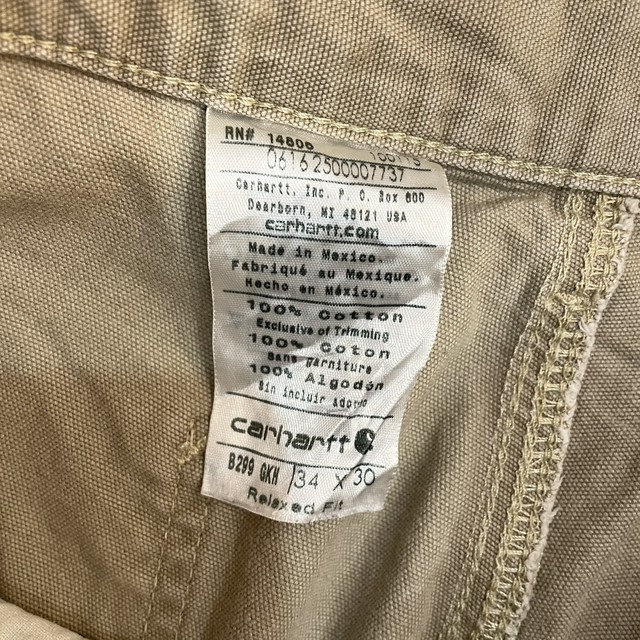 RN# 14806
06162500007737
Carhartt, Inc. P. O. Box 600
Dearborn, MI 48121 USA
carhartt.com
Made in Mexico.
Fabriqué au Mexique.
Hecho en México.
100% Cotton
Exclusive of Trimming
100% Coton
Sans garniture
100% Algodón
Sin incluir adorno
carhartt
B299 GKH 34 X 30
Relaxed Fit